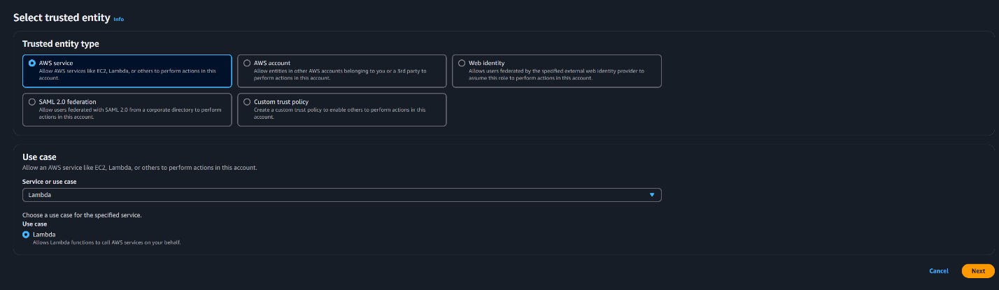 Select trusted entity Info
Trusted entity type
AWS service
Allow AWS services like EC2, Lambda, or others to perform actions in this
account.
AWS account
Allow entities in other AWS accounts belonging to you or a 3rd party to
perform actions in this account.
Web identity
Allows users federated by the specified external web identity provider to
assume this role to perform actions in this account.
SAML 2.0 federation
Allow users federated with SAML 2.0 from a corporate directory to perform
actions in this account.
Custom trust policy
Create a custom trust policy to enable others to perform actions in this
account.
Use case
Allow an AWS service like EC2, Lambda, or others to perform actions in this account.
Service or use case
Lambda
Choose a use case for the specified service.
Use case
Lambda
Allows Lambda functions to call AWS services on your behalf.
Cancel
Next